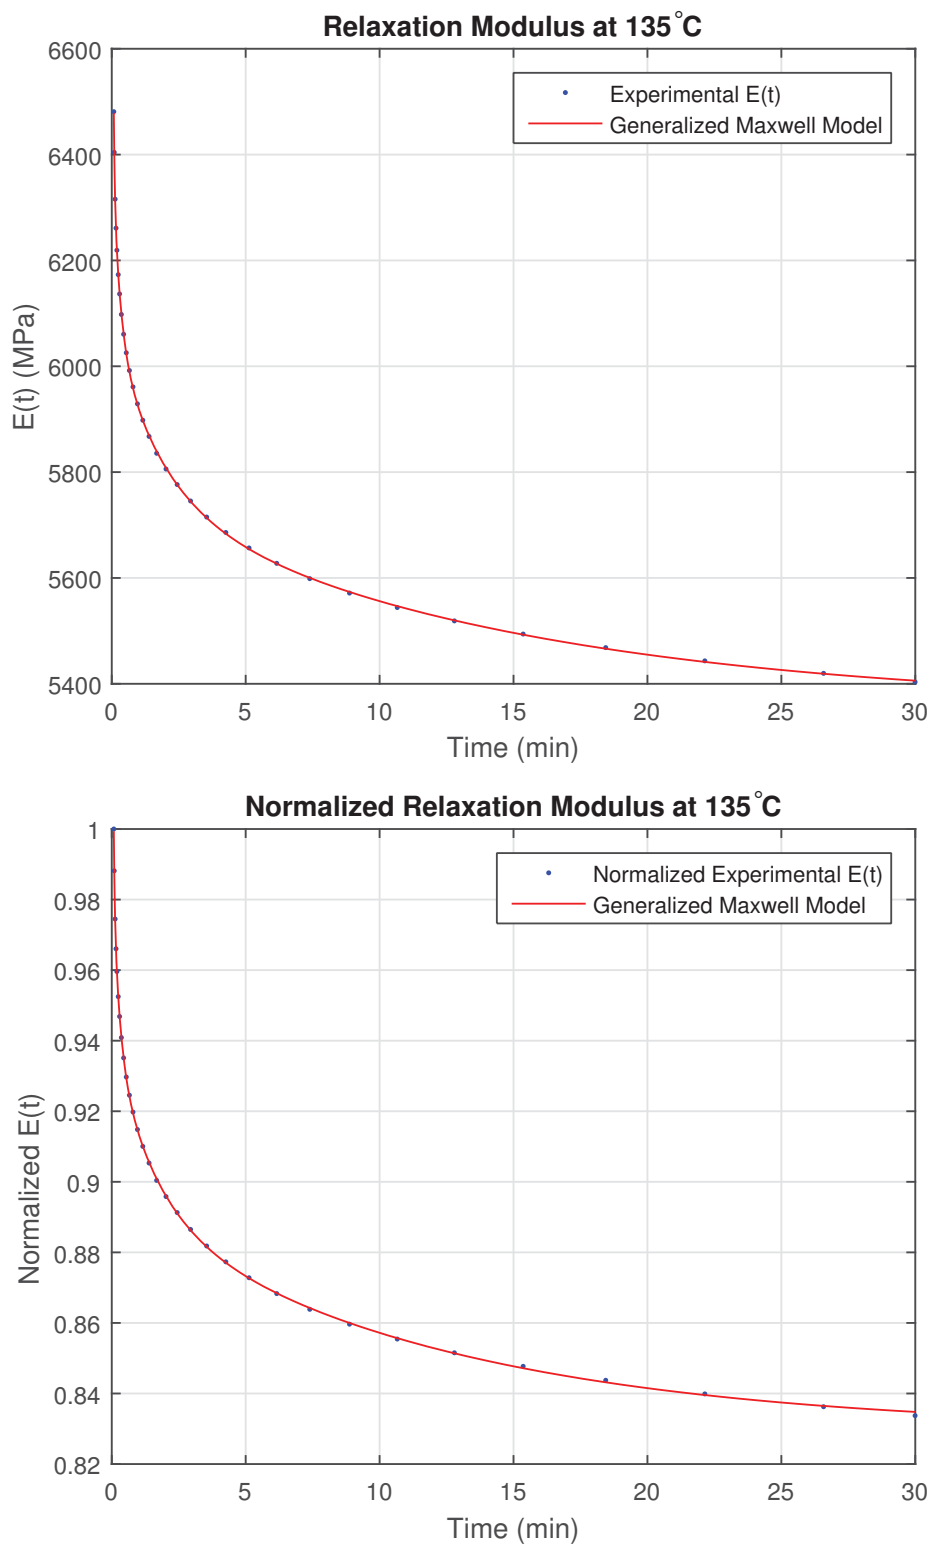 Relaxation Modulus at 135°C
6600
6400
6200
6000
5800
5600
5400
E(t) (MPa)
Experimental E(t)
Generalized Maxwell Model
0 5 10 15 20 25 30
Time (min)
Normalized Relaxation Modulus at 135°C
1
0.98
0.96
0.94
0.92
0.9
0.88
0.86
0.84
0.82
Normalized E(t)
Normalized Experimental E(t)
Generalized Maxwell Model
0 5 10 15 20 25 30
Time (min)